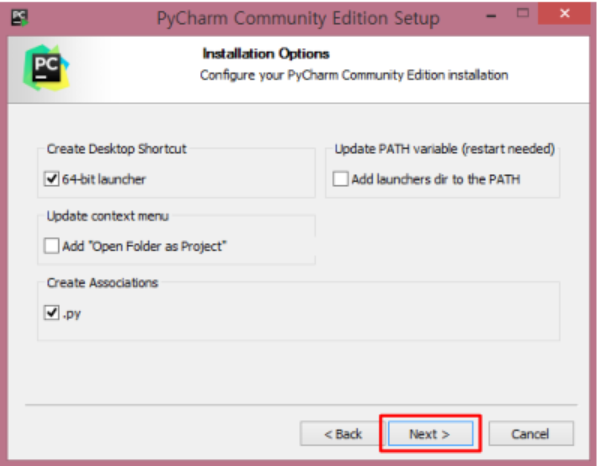 PC
PyCharm Community Edition Setup
PC
Installation Options
Configure your PyCharm Community Edition installation
Create Desktop Shortcut
64-bit launcher
Update PATH variable (restart needed)
Add launchers dir to the PATH
Update context menu
Add "Open Folder as Project"
Create Associations
.py
< Back
Next >
Cancel